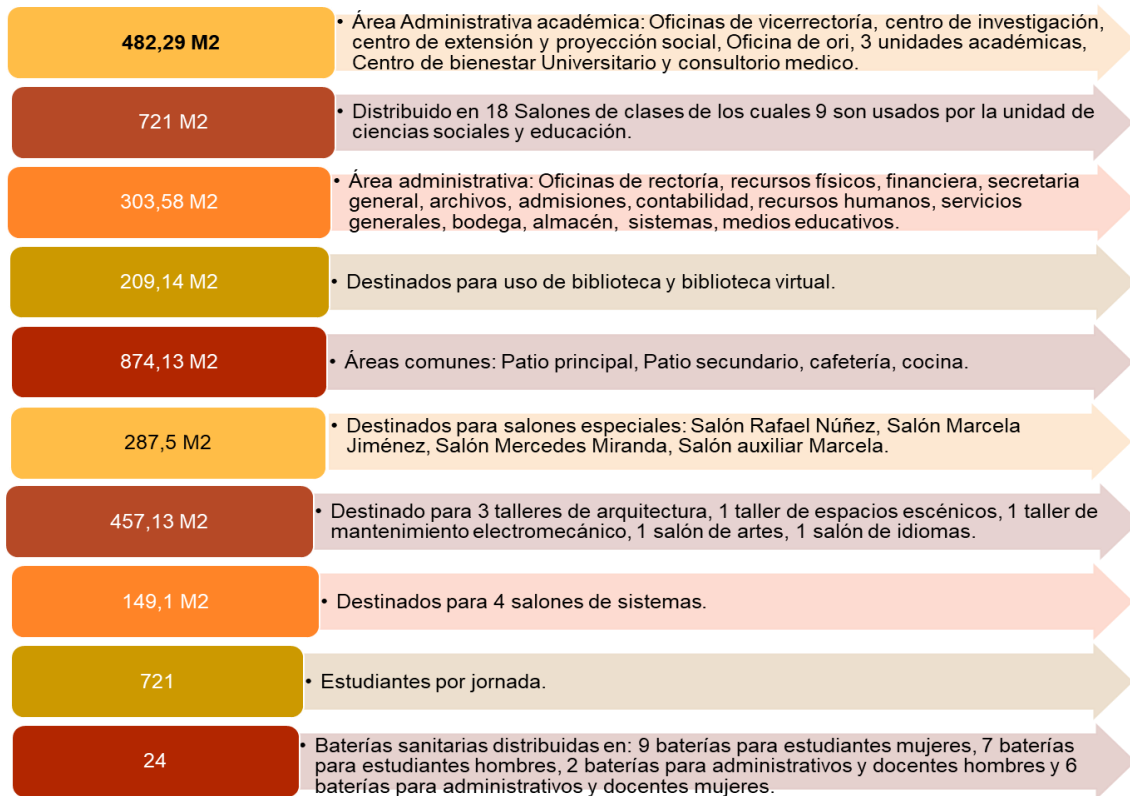 482,29 M2
• Área Administrativa académica: Oficinas de vicerrectoría, centro de investigación,
centro de extensión y proyección social, Oficina de ori, 3 unidades académicas,
Centro de bienestar Universitario y consultorio medico.
721 M2
• Distribuido en 18 Salones de clases de los cuales 9 son usados por la unidad de
ciencias sociales y educación.
303,58 M2
• Área administrativa: Oficinas de rectoría, recursos físicos, financiera, secretaria
general, archivos, admisiones, contabilidad, recursos humanos, servicios
generales, bodega, almacén, sistemas, medios educativos.
209,14 M2
• Destinados para uso de biblioteca y biblioteca virtual.
874,13 M2
• Áreas comunes: Patio principal, Patio secundario, cafetería, cocina.
287,5 M2
• Destinados para salones especiales: Salón Rafael Núñez, Salón Marcela
Jiménez, Salón Mercedes Miranda, Salón auxiliar Marcela.
457,13 M2
• Destinado para 3 talleres de arquitectura, 1 taller de espacios escénicos, 1 taller de
mantenimiento electromecánico, 1 salón de artes, 1 salón de idiomas.
149,1 M2
• Destinados para 4 salones de sistemas.
721
• Estudiantes por jornada.
24
• Baterías sanitarias distribuidas en: 9 baterías para estudiantes mujeres, 7 baterías
para estudiantes hombres, 2 baterías para administrativos y docentes hombres y 6
baterías para administrativos y docentes mujeres.